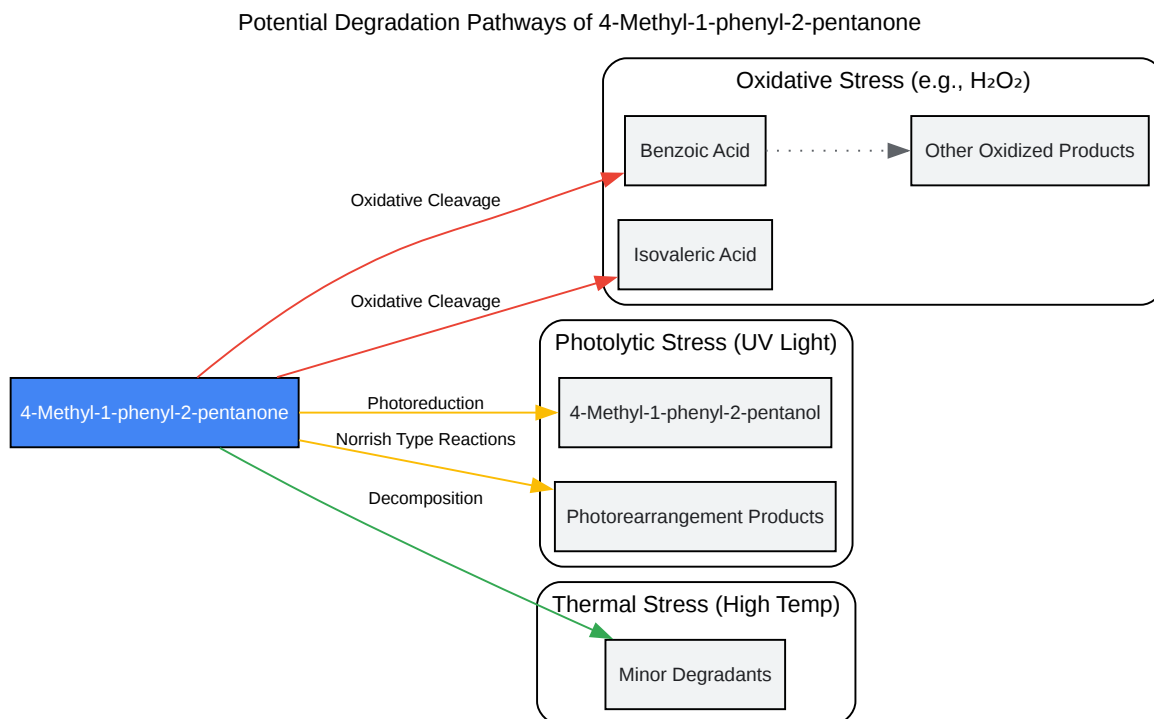 Potential Degradation Pathways of 4-Methyl-1-phenyl-2-pentanone
Oxidative Stress (e.g., H₂O₂)
Benzoic Acid
Other Oxidized Products
Oxidative Cleavage
Isovaleric Acid
Oxidative Cleavage
Photolytic Stress (UV Light)
4-Methyl-1-phenyl-2-pentanone
Photoreduction
4-Methyl-1-phenyl-2-pentanol
Norrish Type Reactions
Photorearrangement Products
Decomposition
Thermal Stress (High Temp)
Minor Degradants